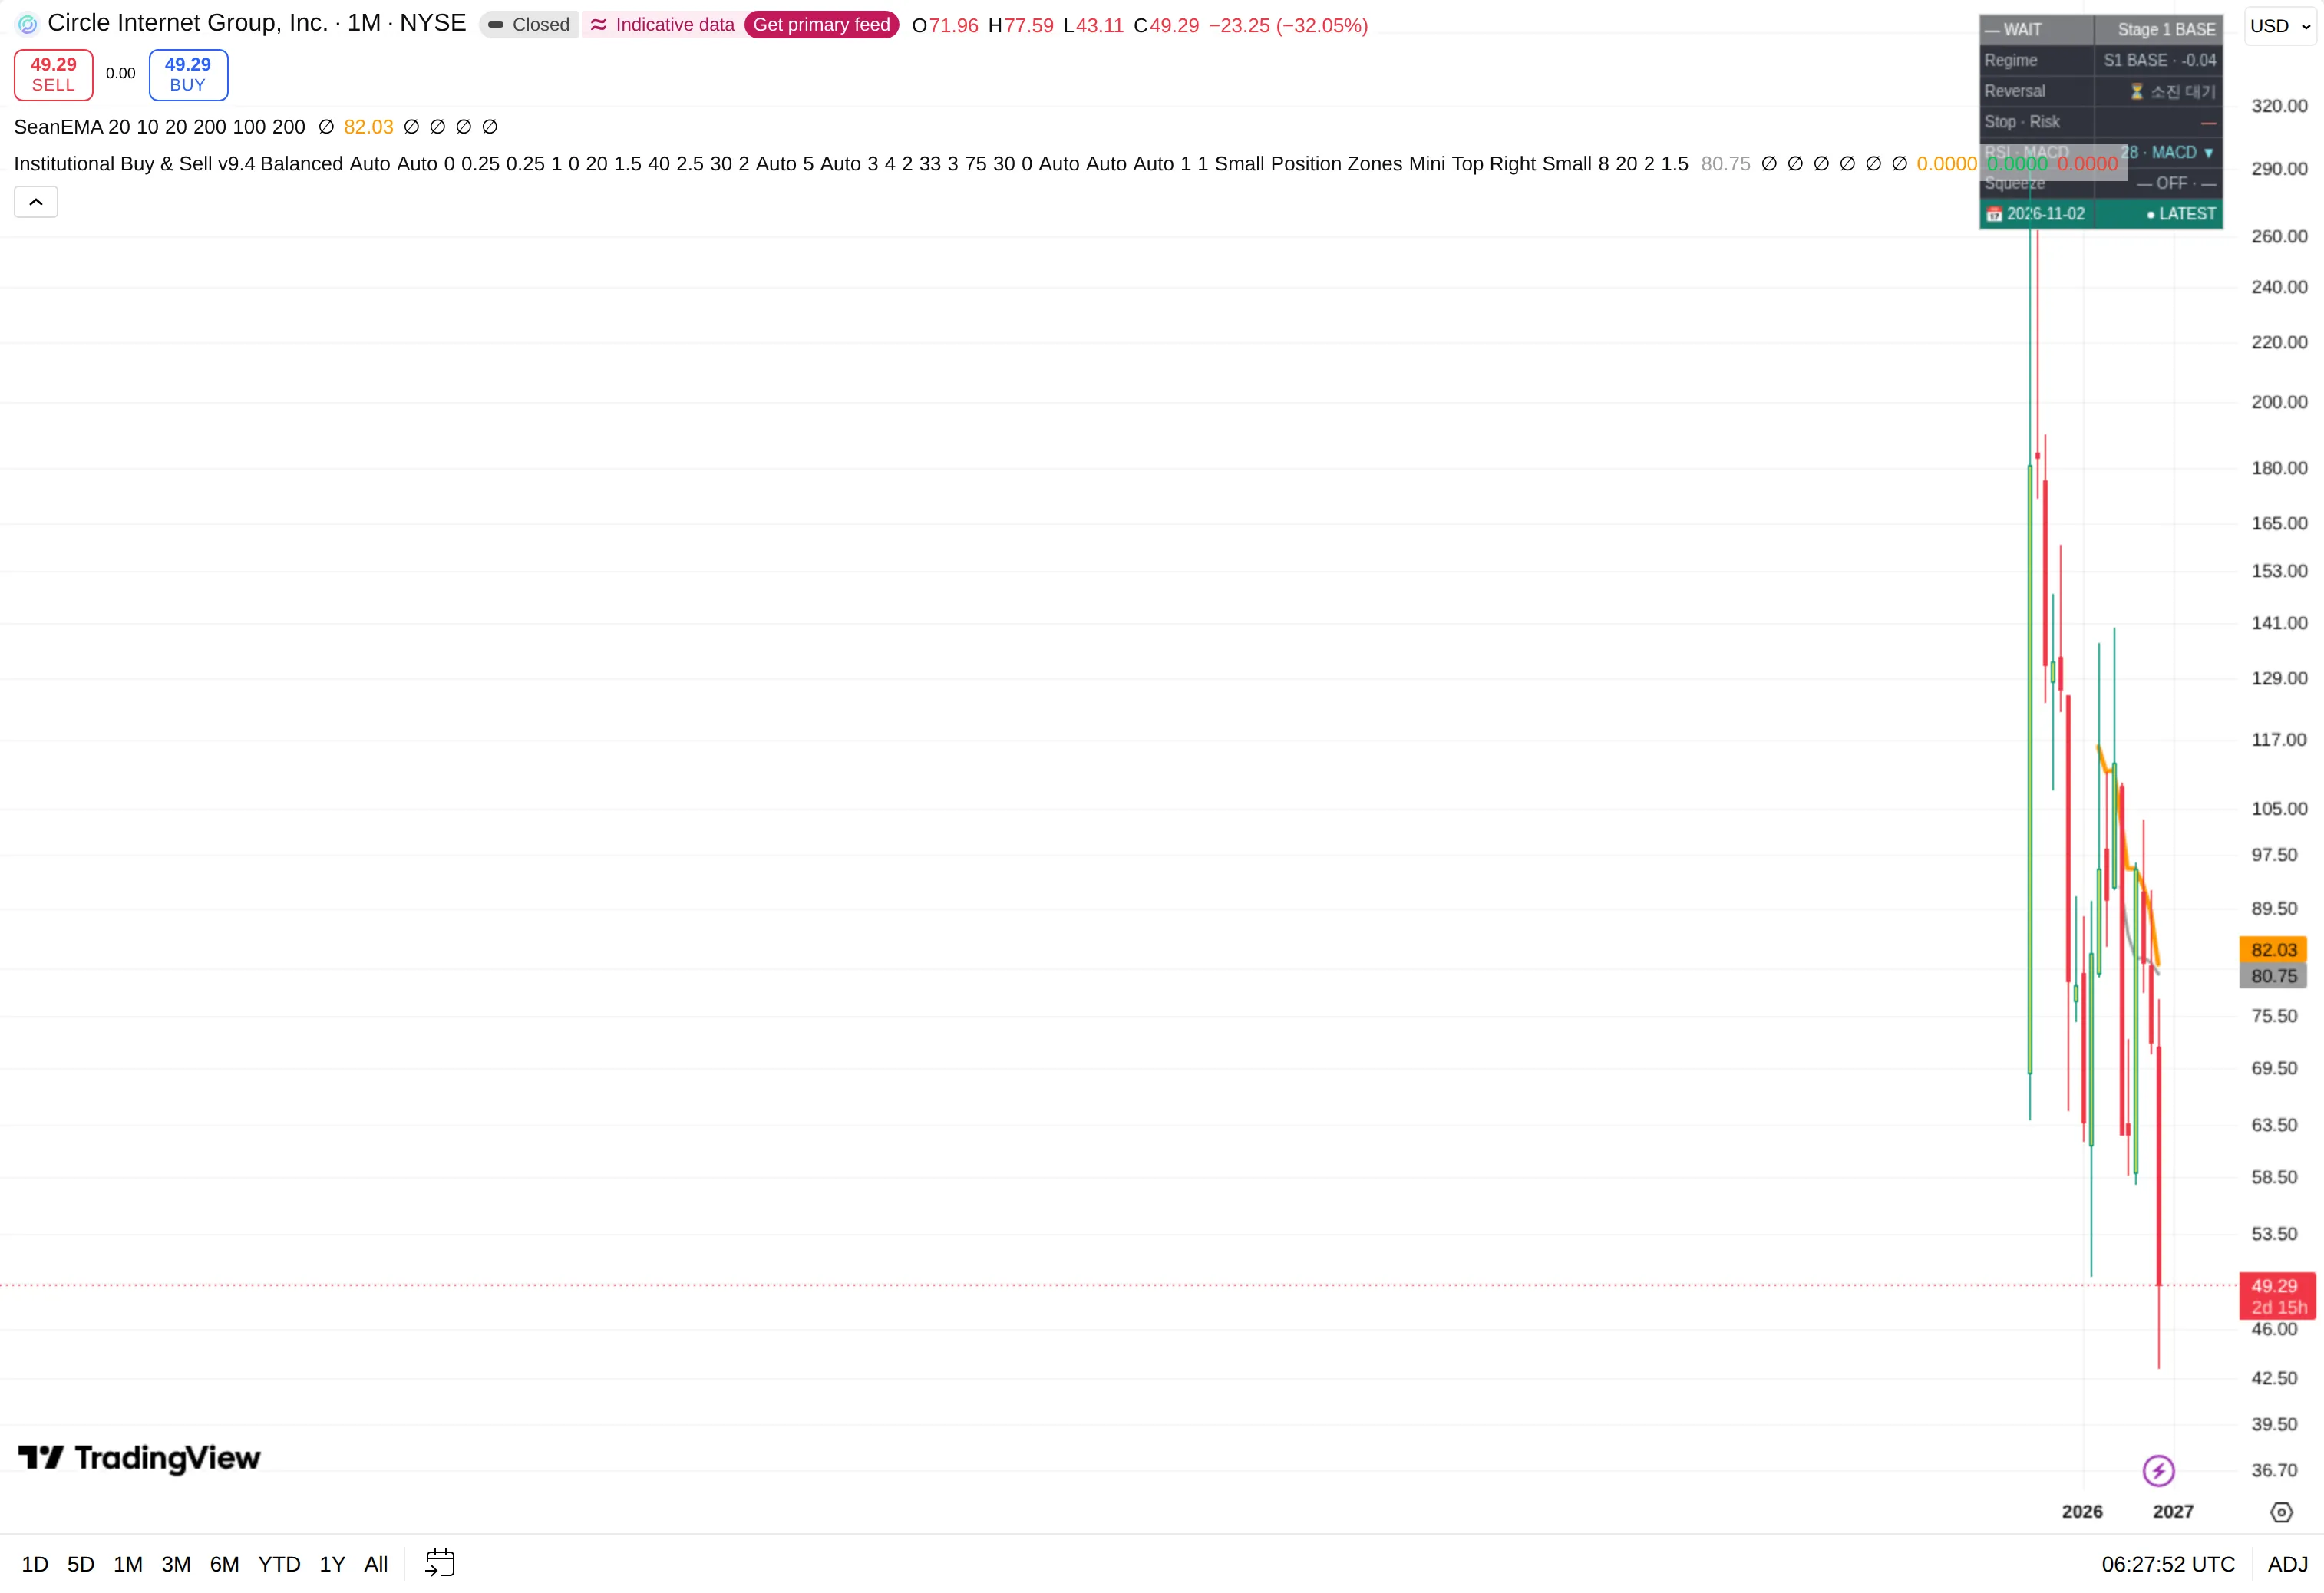 Circle Internet Group, Inc. · 1M · NYSE Closed Indicative data Get primary feed O71.96 H77.59 L43.11 C49.29 −23.25 (−32.05%)
49.29 SELL 0.00 49.29 BUY
SeanEMA 20 10 20 200 100 200 ∅ 82.03 ∅ ∅ ∅ ∅
Institutional Buy & Sell v9.4 Balanced Auto Auto 0 0.25 0.25 1 0 20 1.5 40 2.5 30 2 Auto 5 Auto 3 4 2 33 3 75 30 0 Auto Auto Auto 1 1 Small Position Zones Mini Top Right Small 8 20 2 1.5 80.75 ∅ ∅ ∅ ∅ ∅ ∅ 0.0000 0.0000 0.0000
— WAIT Stage 1 BASE
Regime S1 BASE · -0.04
Reversal ⏳ 소진 대기
Stop · Risk —
RSI · MACD 28 · MACD ▼
Squeeze — OFF · —
📅 2026-11-02 ● LATEST
USD
320.00
290.00
260.00
240.00
220.00
200.00
180.00
165.00
153.00
141.00
129.00
117.00
105.00
97.50
89.50
82.03
80.75
75.50
69.50
63.50
58.50
53.50
49.29
2d 15h
46.00
42.50
39.50
36.70
TradingView
2026 2027
1D 5D 1M 3M 6M YTD 1Y All 06:27:52 UTC ADJ